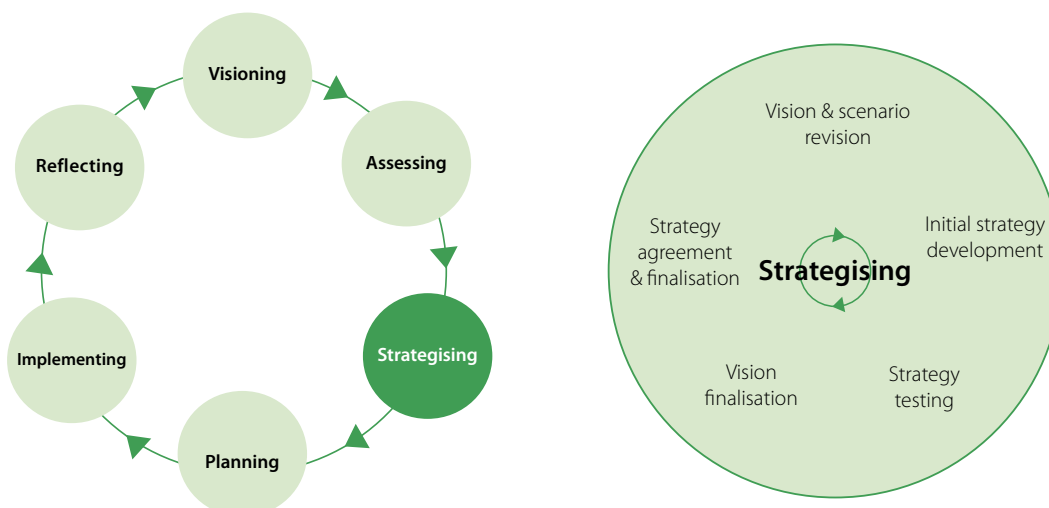 Visioning
Assessing
Strategising
Planning
Implementing
Reflecting
Vision & scenario
revision
Initial strategy
development
Strategy
testing
Vision
finalisation
Strategy
agreement
& finalisation
Strategising